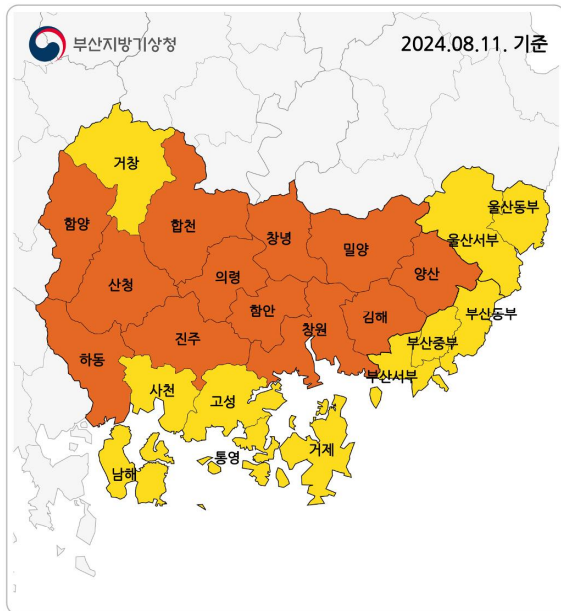 부산지방기상청
2024.08.11. 기준
거창
함양
합천
창녕
밀양
울산동부
울산서부
산청
의령
양산
함안
창원
김해
부산동부
하동
진주
부산중부
사천
고성
부산서부
남해
통영
거제